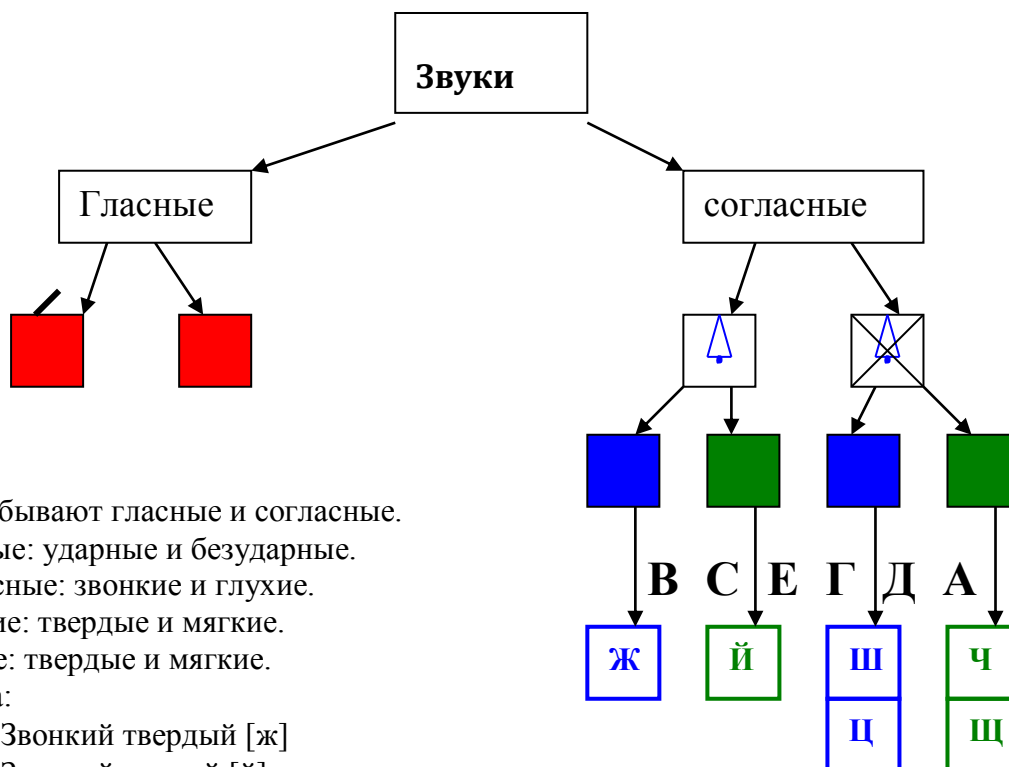 Звуки
Гласные
согласные
бывают гласные и согласные.
ые: ударные и безударные.
сные: звонкие и глухие.
ие: твердые и мягкие.
е: твердые и мягкие.
а:
Звонкий твердый [ж]
В С Е Г Д А
Ж Й Ш Ч
Ц Щ